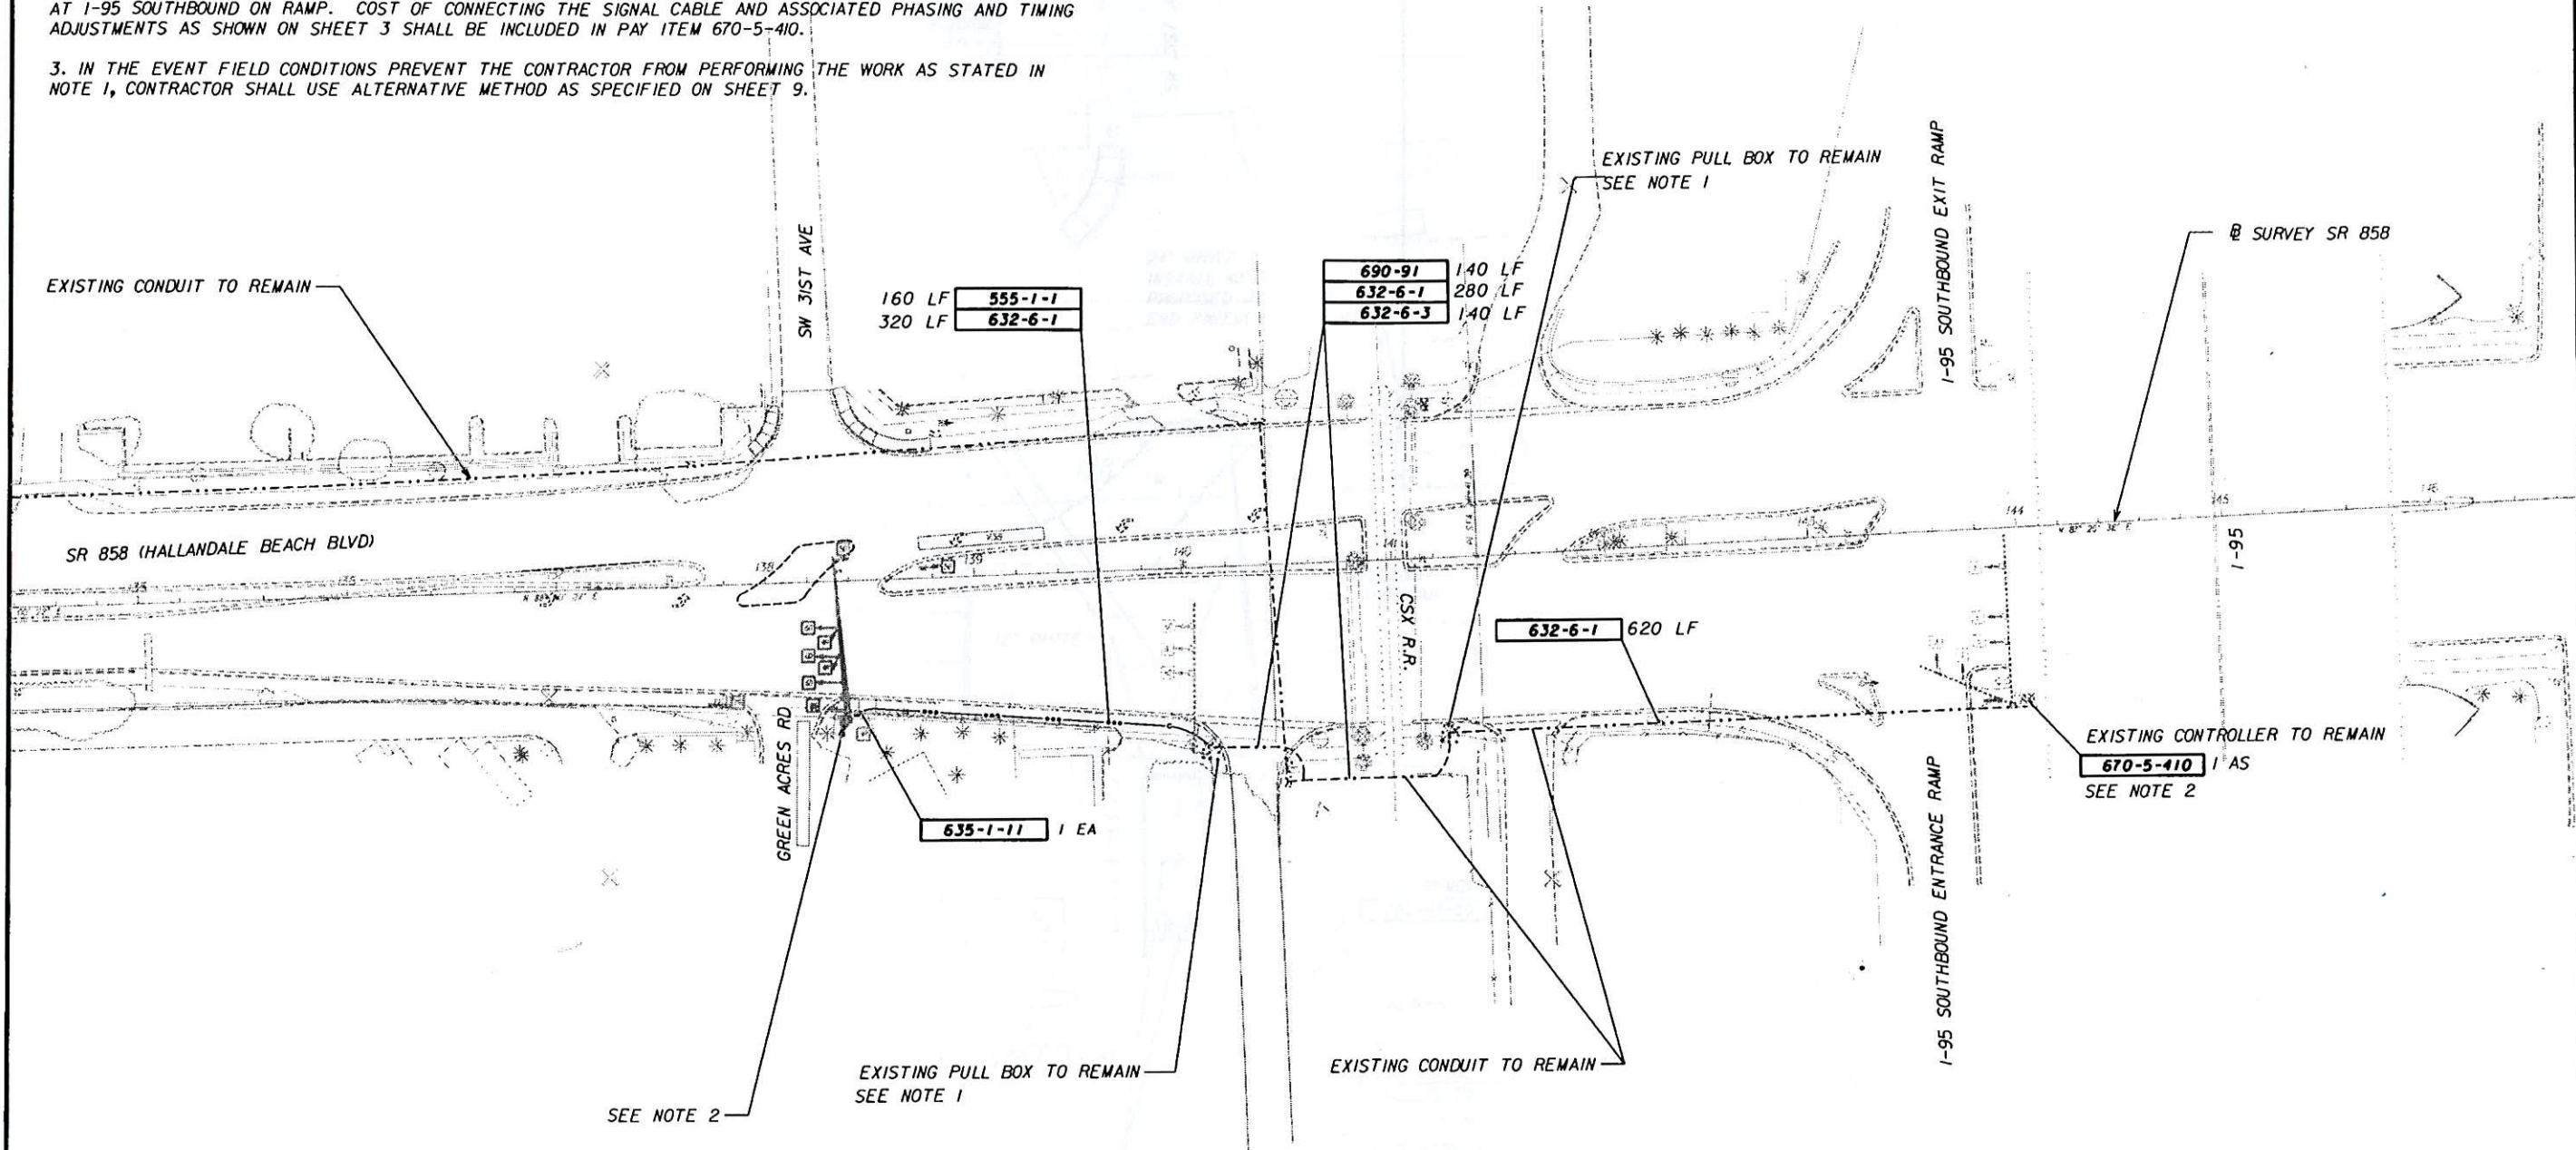 AT I-95 SOUTHBOUND ON RAMP. COST OF CONNECTING THE SIGNAL CABLE AND ASSOCIATED PHASING AND TIMING
ADJUSTMENTS AS SHOWN ON SHEET 3 SHALL BE INCLUDED IN PAY ITEM 670-5-410.
3. IN THE EVENT FIELD CONDITIONS PREVENT THE CONTRACTOR FROM PERFORMING THE WORK AS STATED IN
NOTE 1, CONTRACTOR SHALL USE ALTERNATIVE METHOD AS SPECIFIED ON SHEET 9.
EXISTING PULL BOX TO REMAIN
SEE NOTE 1
I-95 SOUTHBOUND EXIT RAMP
SURVEY SR 858
EXISTING CONDUIT TO REMAIN
SW 31ST AVE
160 LF 555-1-1
320 LF 632-6-1
690-91 140 LF
632-6-1 280 LF
632-6-3 140 LF
SR 858 (HALLANDALE BEACH BLVD)
138
139
140
141
144
145
146
I-95
CSX R.R.
632-6-1 620 LF
GREEN ACRES RD
635-1-11 1 EA
EXISTING CONTROLLER TO REMAIN
670-5-410 1 AS
SEE NOTE 2
I-95 SOUTHBOUND ENTRANCE RAMP
EXISTING PULL BOX TO REMAIN
SEE NOTE 1
EXISTING CONDUIT TO REMAIN
SEE NOTE 2